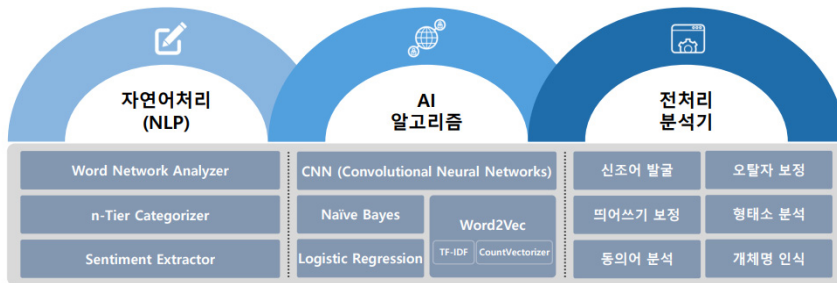 자연어처리
(NLP)
AI
알고리즘
전처리
분석기
Word Network Analyzer
n-Tier Categorizer
Sentiment Extractor
CNN (Convolutional Neural Networks)
Naïve Bayes
Logistic Regression
Word2Vec
TF-IDF
CountVectorizer
신조어 발굴
오탈자 보정
띄어쓰기 보정
형태소 분석
동의어 분석
개체명 인식